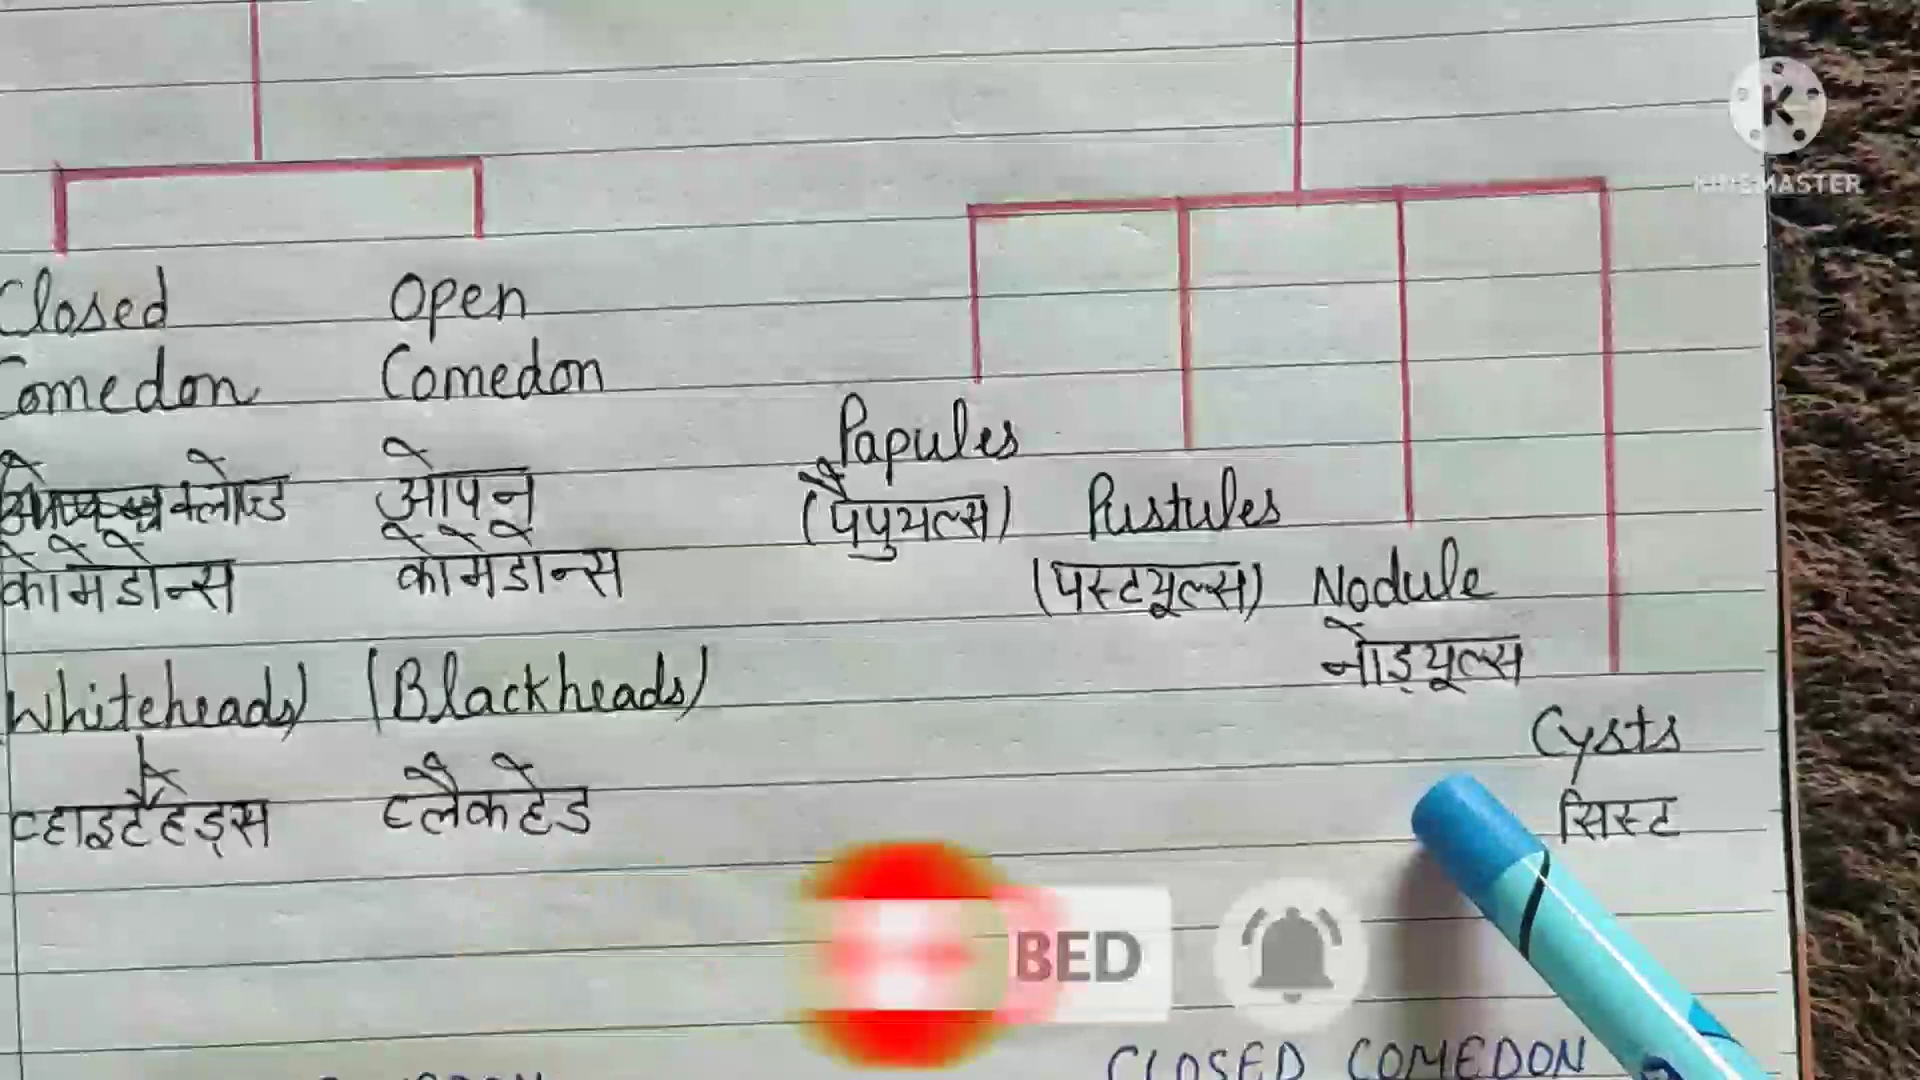 KINEMASTER
Closed
Comedon
क्लोज्ड
कोमेडोन्स
Whiteheads)
व्हाइटहेड्स
Open
Comedon
ओपन
कोमेडोन्स
(Blackheads)
ब्लैकहेड
Papules
(पैपुयल्स)
Pustules
(पस्टयूल्स)
Nodule
नोड्यूल्स
Cysts
सिस्ट
BED
CLOSED COMEDON